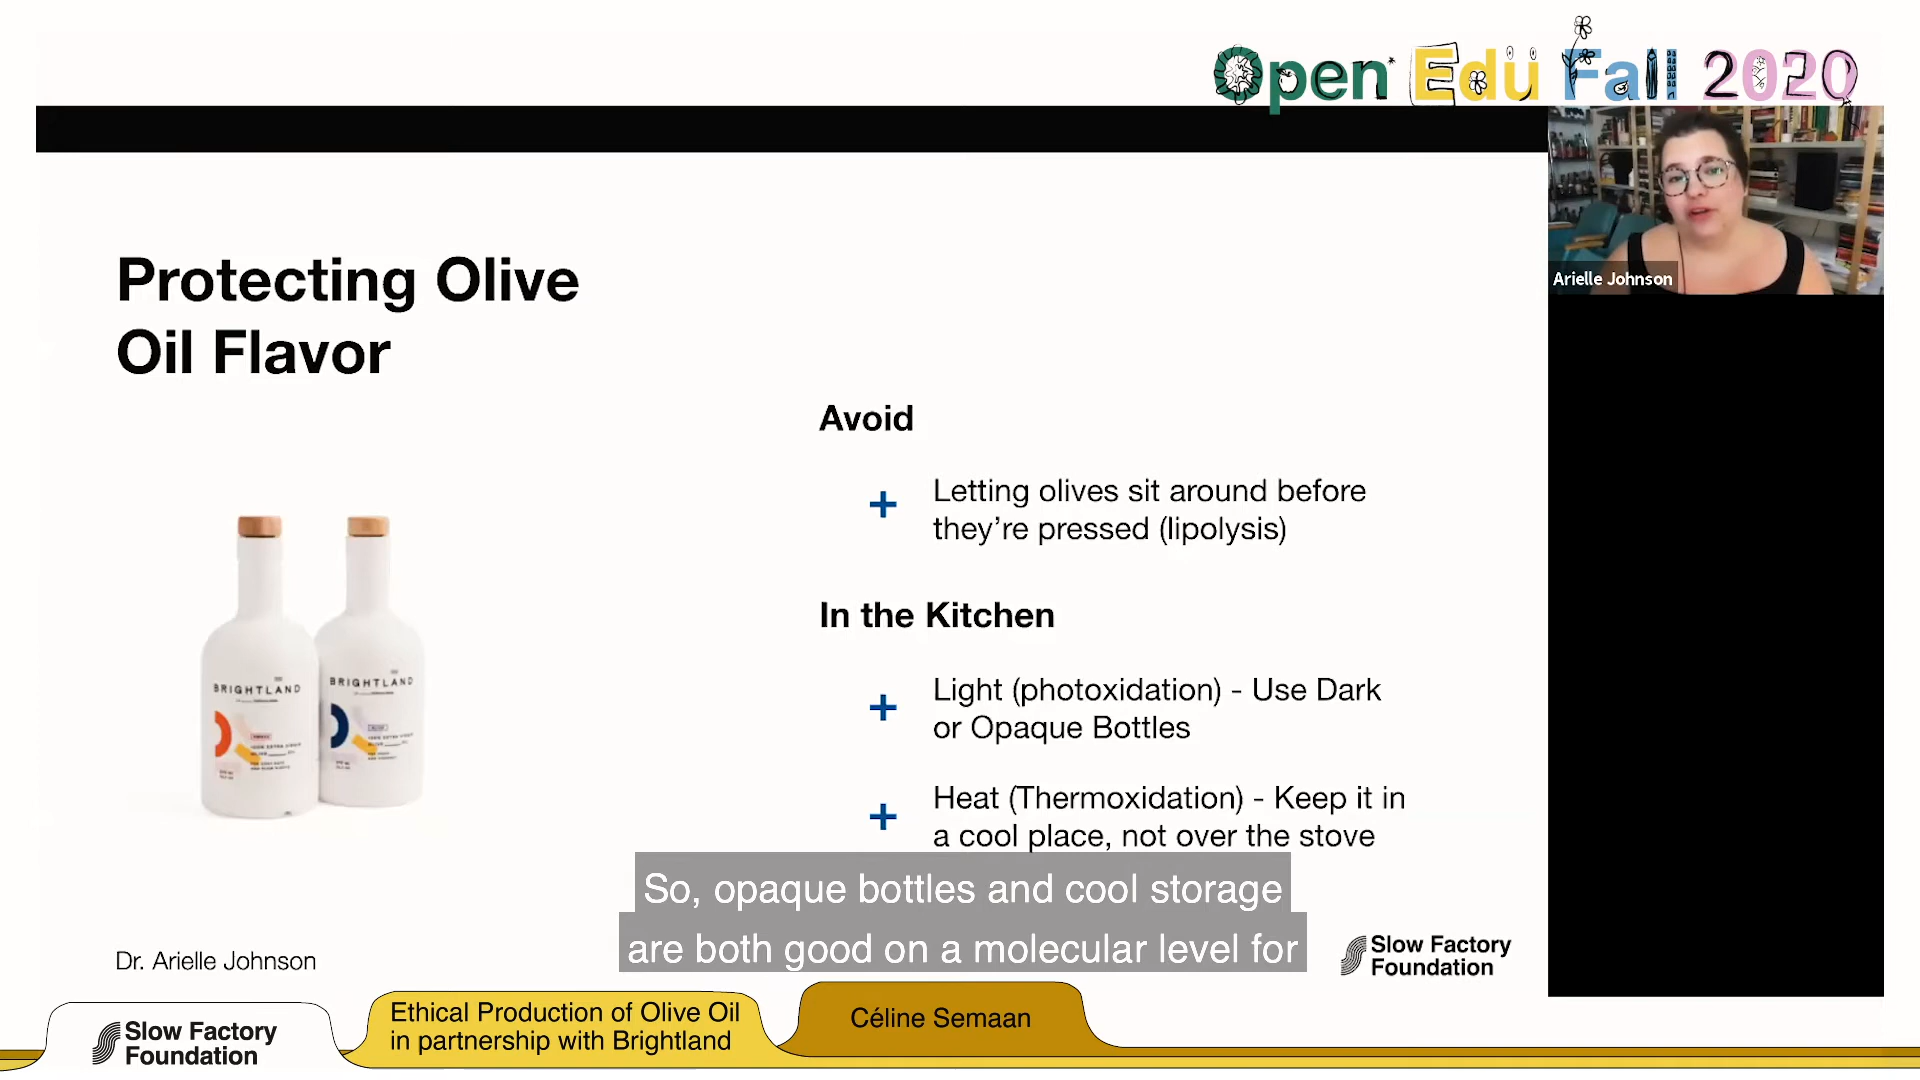 Open Edu Fall 2020
Arielle Johnson
Protecting Olive
Oil Flavor
Avoid
Letting olives sit around before
they're pressed (lipolysis)
In the Kitchen
Light (photoxidation) - Use Dark
or Opaque Bottles
Heat (Thermoxidation) - Keep it in
a cool place, not over the stove
BRIGHTLAND
BRIGHTLAND
So, opaque bottles and cool storage
are both good on a molecular level for
Dr. Arielle Johnson
Slow Factory
Foundation
Slow Factory
Foundation
Ethical Production of Olive Oil
in partnership with Brightland
Céline Semaan